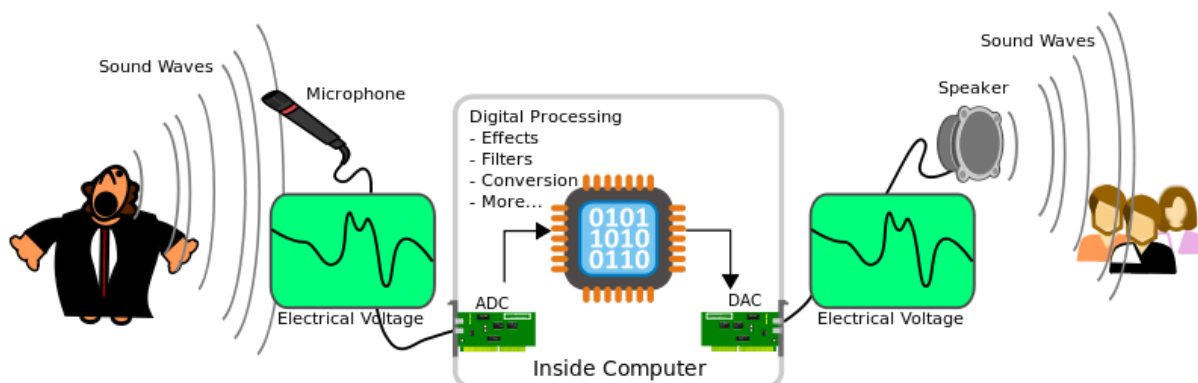 Sound Waves
Microphone
Electrical Voltage
Digital Processing
- Effects
- Filters
- Conversion
- More...
ADC
0101
1010
0110
DAC
Inside Computer
Electrical Voltage
Speaker
Sound Waves